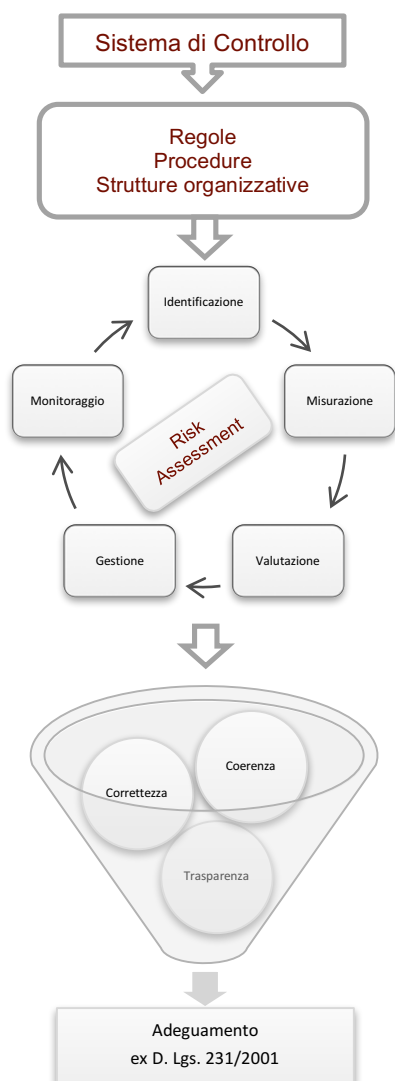 Sistema di Controllo
Regole
Procedure
Strutture organizzative
Identificazione
Monitoraggio
Misurazione
Risk
Assessment
Gestione
Valutazione
Coerenza
Correttezza
Trasparenza
Adeguamento
ex D. Lgs. 231/2001